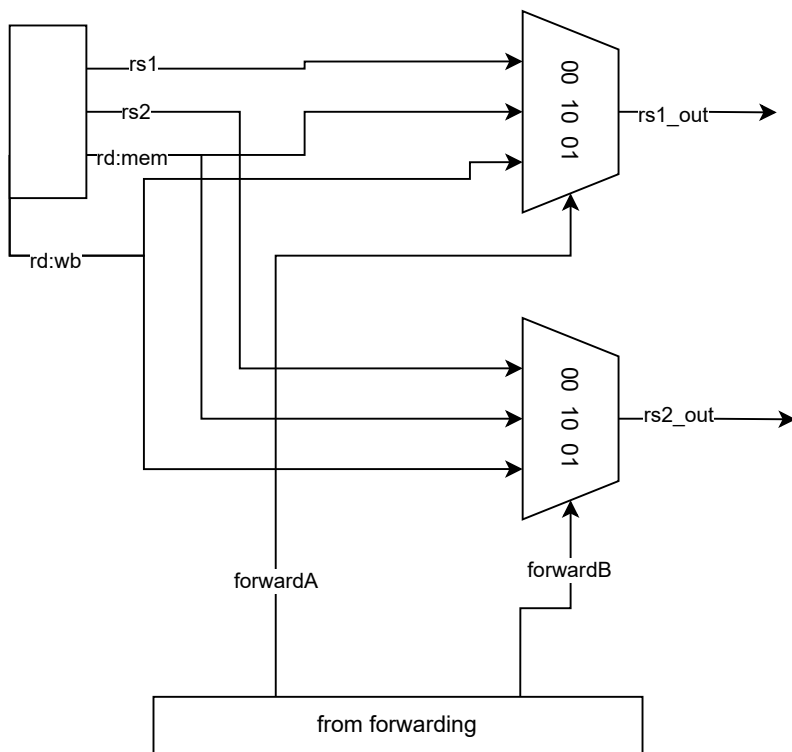 rs1
rs2
rd:mem
rd:wb
00 10 01
rs1_out
00 10 01
rs2_out
forwardA
forwardB
from forwarding